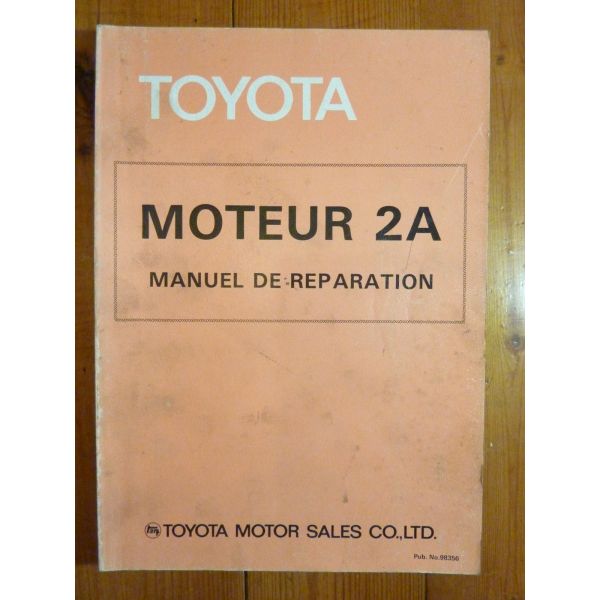 TOYOTA
MOTEUR 2A
MANUEL DE REPARATION
TOYOTA MOTOR SALES CO.,LTD.
Pub. No.98356